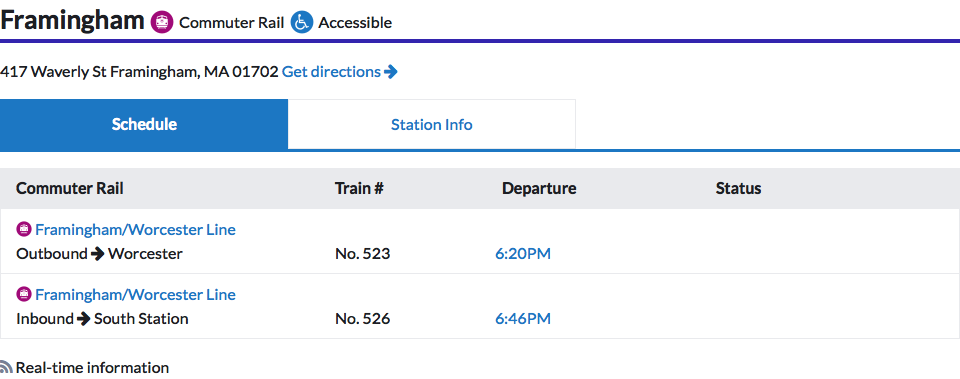 Framingham Commuter Rail Accessible
417 Waverly St Framingham, MA 01702 Get directions
Schedule Station Info
Commuter Rail Train # Departure Status
Framingham/Worcester Line
Outbound → Worcester No. 523 6:20PM
Framingham/Worcester Line
Inbound → South Station No. 526 6:46PM
Real-time information